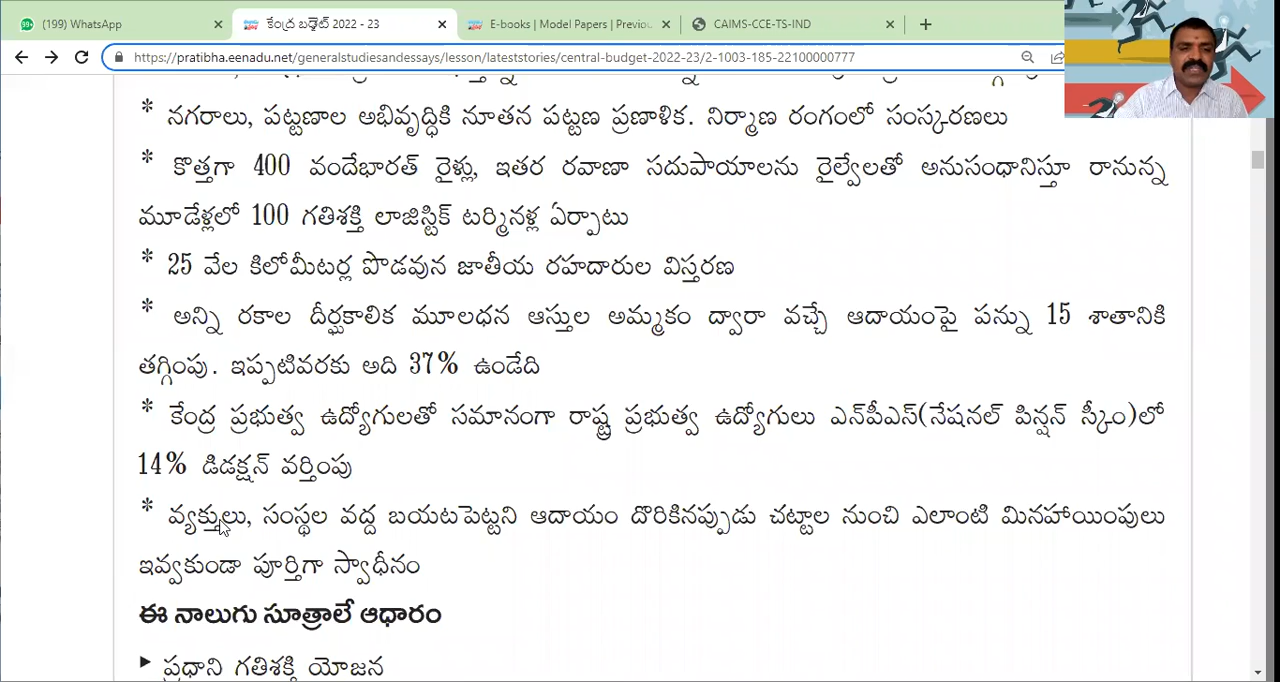 (199) WhatsApp
కేంద్ర బడ్జెట్ 2022 - 23
E-books | Model Papers | Previou
CAIMS-CCE-TS-IND
https://pratibha.eenadu.net/generalstudiesandessays/lesson/lateststories/central-budget-2022-23/2-1003-185-22100000777
* నగరాలు, పట్టణాల అభివృద్ధికి నూతన పట్టణ ప్రణాళిక. నిర్మాణ రంగంలో సంస్కరణలు
* కొత్తగా 400 వందేభారత్ రైళ్లు, ఇతర రవాణా సదుపాయాలను రైల్వేలతో అనుసంధానిస్తూ రానున్న
మూడేళ్లలో 100 గతిశక్తి లాజిస్టిక్ టర్మినళ్ల ఏర్పాటు
* 25 వేల కిలోమీటర్ల పొడవున జాతీయ రహదారుల విస్తరణ
* అన్ని రకాల దీర్ఘకాలిక మూలధన ఆస్తుల అమ్మకం ద్వారా వచ్చే ఆదాయంపై పన్ను 15 శాతానికి
తగ్గింపు. ఇప్పటివరకు అది 37% ఉండేది
* కేంద్ర ప్రభుత్వ ఉద్యోగులతో సమానంగా రాష్ట్ర ప్రభుత్వ ఉద్యోగులు ఎన్‌పీఎస్(నేషనల్ పిన్షన్ స్కీం)లో
14% డిడక్షన్ వర్తింపు
* వ్యక్తులు, సంస్థల వద్ద బయటపెట్టని ఆదాయం దొరికినప్పుడు చట్టాల నుంచి ఎలాంటి మినహాయింపులు
ఇవ్వకుండా పూర్తిగా స్వాధీనం
ఈ నాలుగు సూత్రాలే ఆధారం
ప్రధాని గతిశక్తి యోజన